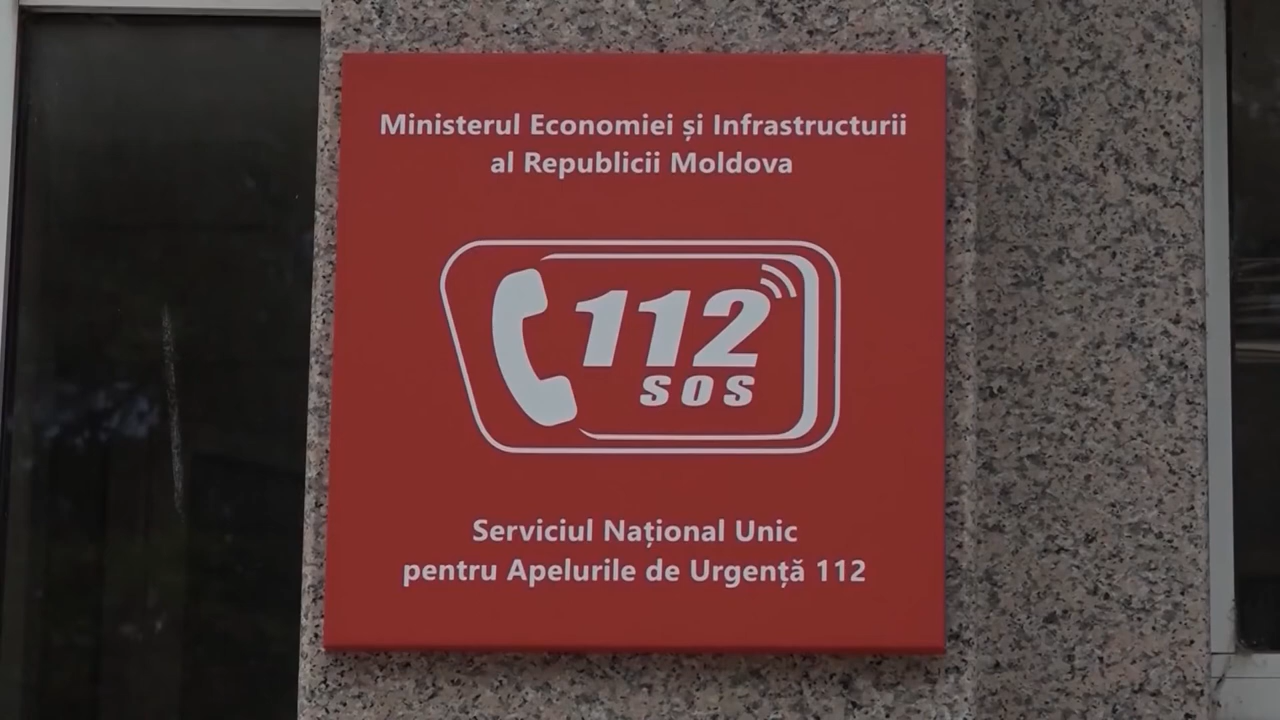 Ministerul Economiei și Infrastructurii
al Republicii Moldova
112
SOS
Serviciul Național Unic
pentru Apelurile de Urgență 112